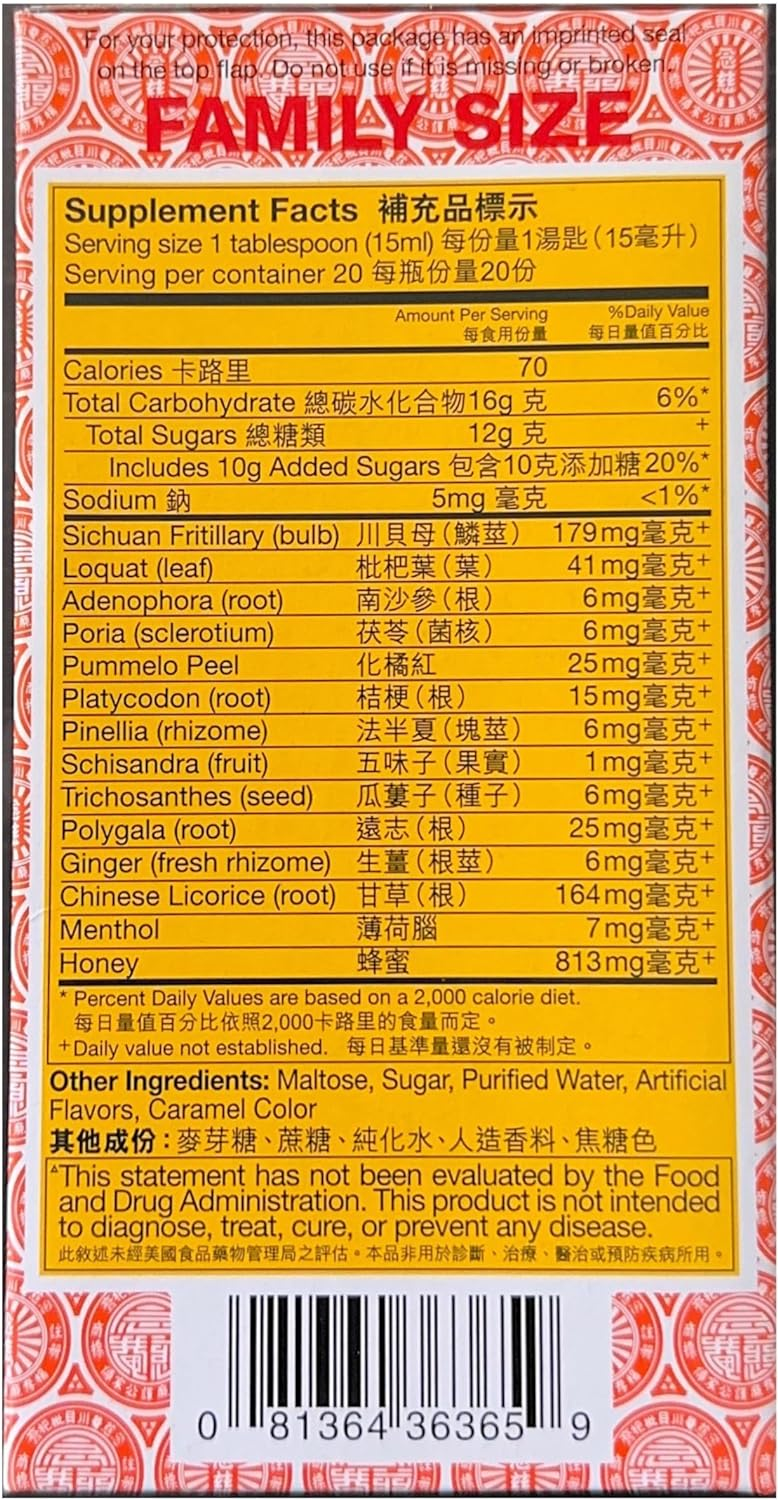 For your protection, this package has an imprinted seal
on the top flap. Do not use if it is missing or broken.
FAMILY SIZE
Supplement Facts 補充品標示
Serving size 1 tablespoon (15ml) 每份量1湯匙(15毫升)
Serving per container 20 每瓶份量20份
Amount Per Serving %Daily Value
每食用份量 每日量值百分比
Calories 卡路里 70
Total Carbohydrate 總碳水化合物 16g 克 6%*
Total Sugars 總糖類 12g 克 +
Includes 10g Added Sugars 包含10克添加糖 20%*
Sodium 鈉 5mg 毫克 <1%*
Sichuan Fritillary (bulb) 川貝母(鱗莖) 179mg毫克+
Loquat (leaf) 枇杷葉(葉) 41mg毫克+
Adenophora (root) 南沙參(根) 6mg毫克+
Poria (sclerotium) 茯苓(菌核) 6mg毫克+
Pummelo Peel 化橘紅 25mg毫克+
Platycodon (root) 桔梗(根) 15mg毫克+
Pinellia (rhizome) 法半夏(塊莖) 6mg毫克+
Schisandra (fruit) 五味子(果實) 1mg毫克+
Trichosanthes (seed) 瓜蔞子(種子) 6mg毫克+
Polygala (root) 遠志(根) 25mg毫克+
Ginger (fresh rhizome) 生薑(根莖) 6mg毫克+
Chinese Licorice (root) 甘草(根) 164mg毫克+
Menthol 薄荷腦 7mg毫克+
Honey 蜂蜜 813mg毫克+
* Percent Daily Values are based on a 2,000 calorie diet.
每日量值百分比依照2,000卡路里的食量而定。
+Daily value not established. 每日基準量還沒有被制定。
Other Ingredients: Maltose, Sugar, Purified Water, Artificial
Flavors, Caramel Color
其他成份：麥芽糖、蔗糖、純化水、人造香料、焦糖色
△This statement has not been evaluated by the Food
and Drug Administration. This product is not intended
to diagnose, treat, cure, or prevent any disease.
此敘述未經美國食品藥物管理局之評估。本品非用於診斷、治療、醫治或預防疾病所用。
0 81364 36365 9